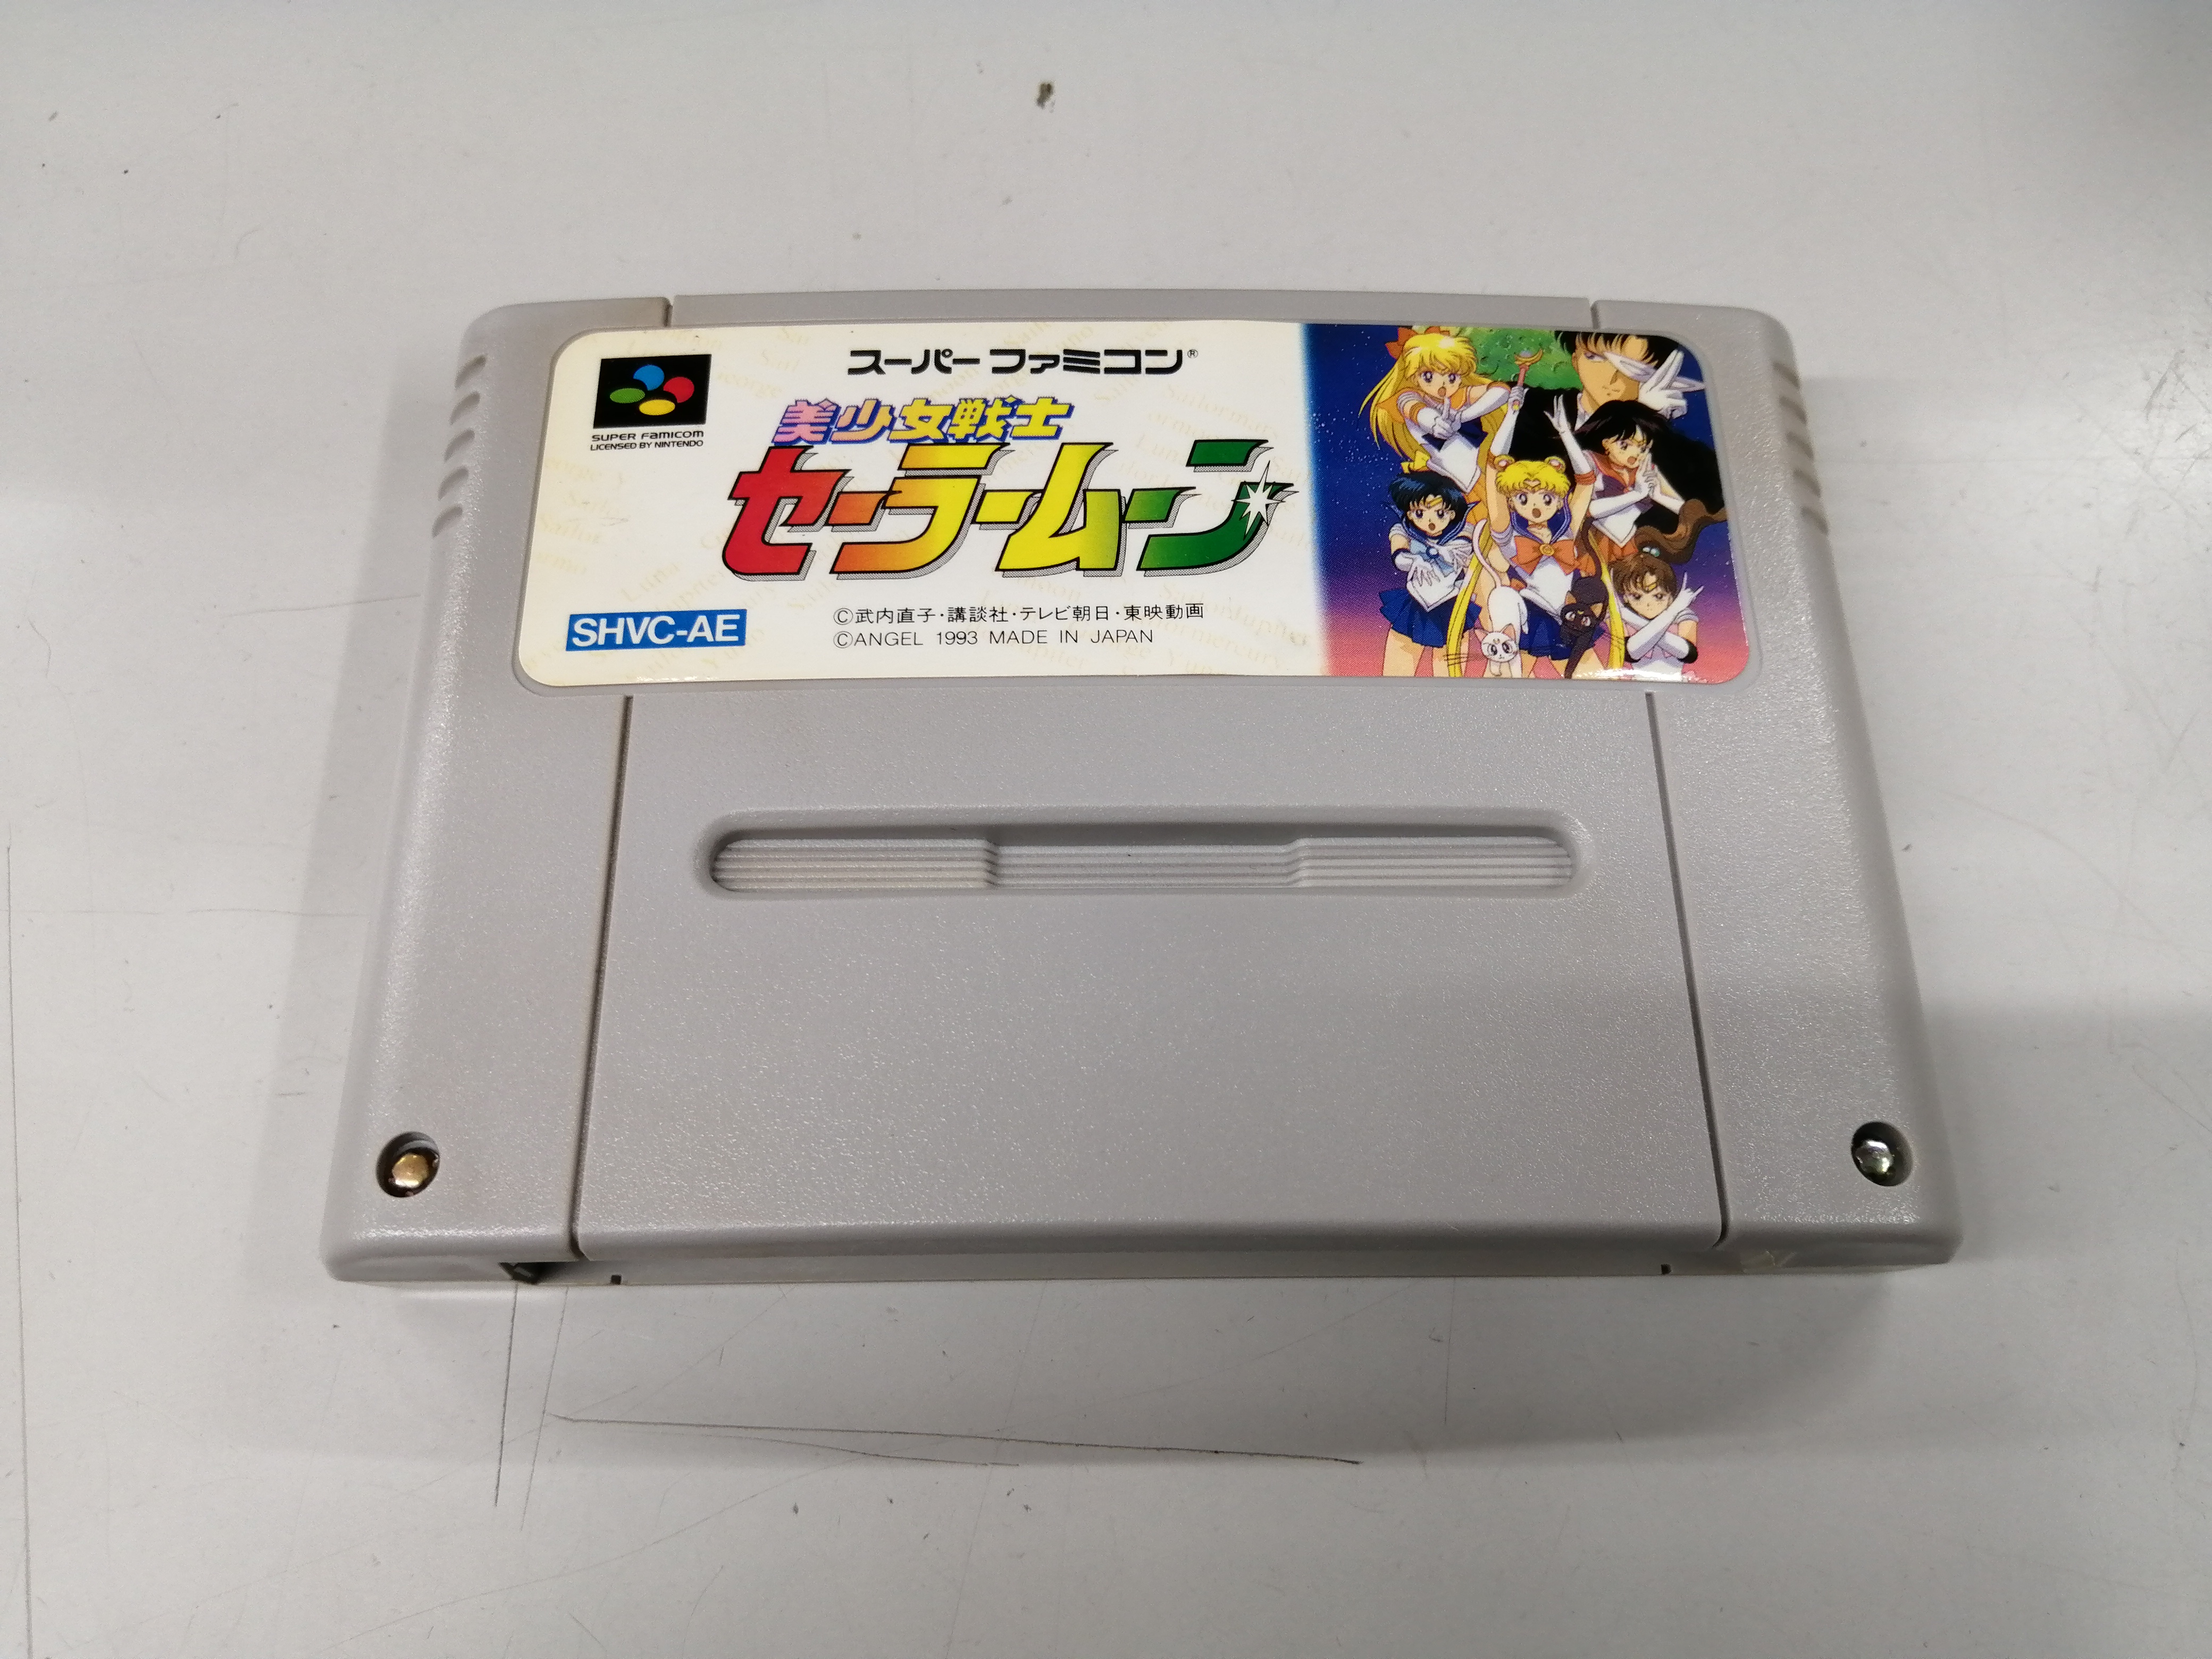 スーパーファミコン®
SUPER FAMICOM
LICENSED BY NINTENDO
美少女戦士
セーラームーン
SHVC-AE
©武内直子・講談社・テレビ朝日・東映動画
©ANGEL 1993 MADE IN JAPAN